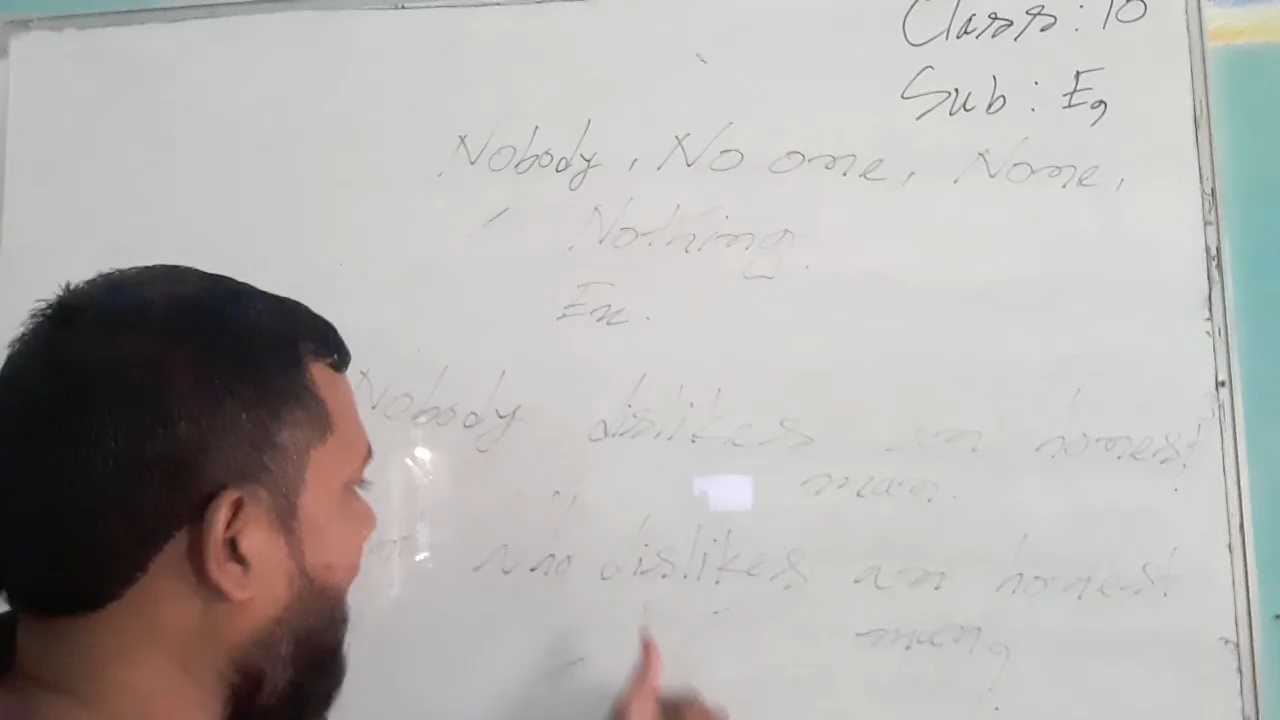 Class: 10
Sub: Eng
Nobody, No one, None,
Nothing.
Ex.
Nobody dislikes an honest
man.
Who dislikes an honest
man